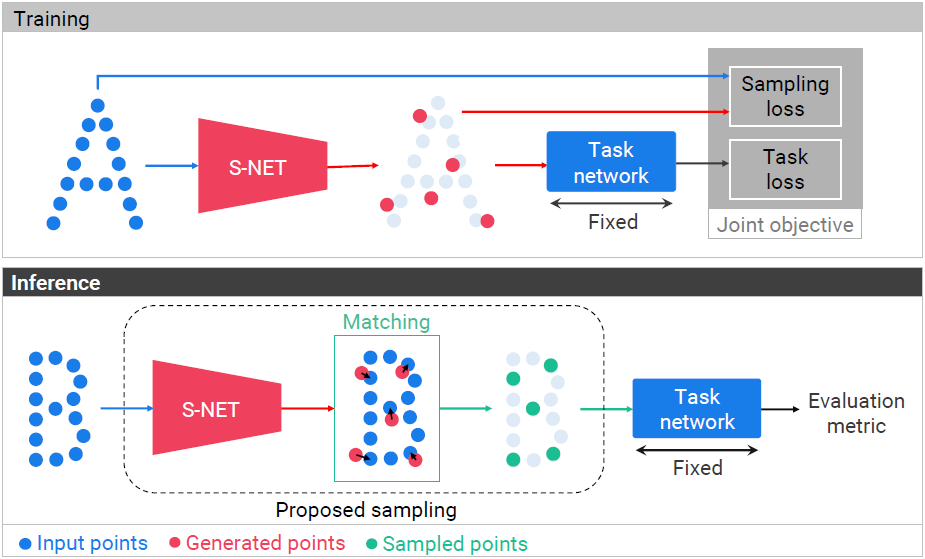 Training
S-NET
Task
network
Fixed
Sampling
loss
Task
loss
Joint objective
Inference
Matching
S-NET
Task
network
Fixed
Evaluation
metric
Proposed sampling
Input points
Generated points
Sampled points